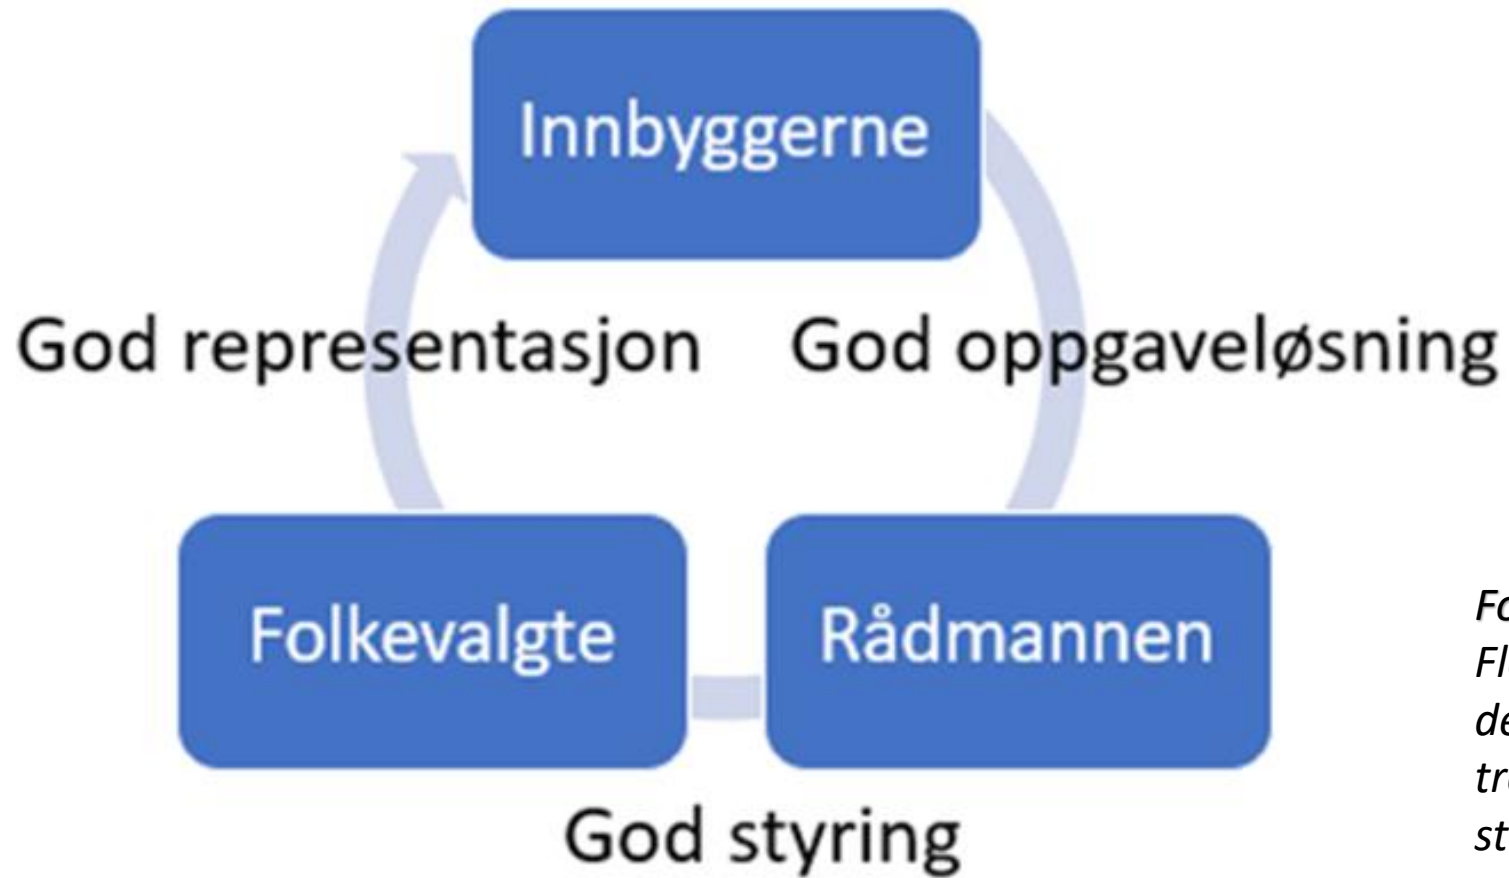 Innbyggerne
God representasjon
God oppgaveløsning
Folkevalgte
Rådmannen
God styring